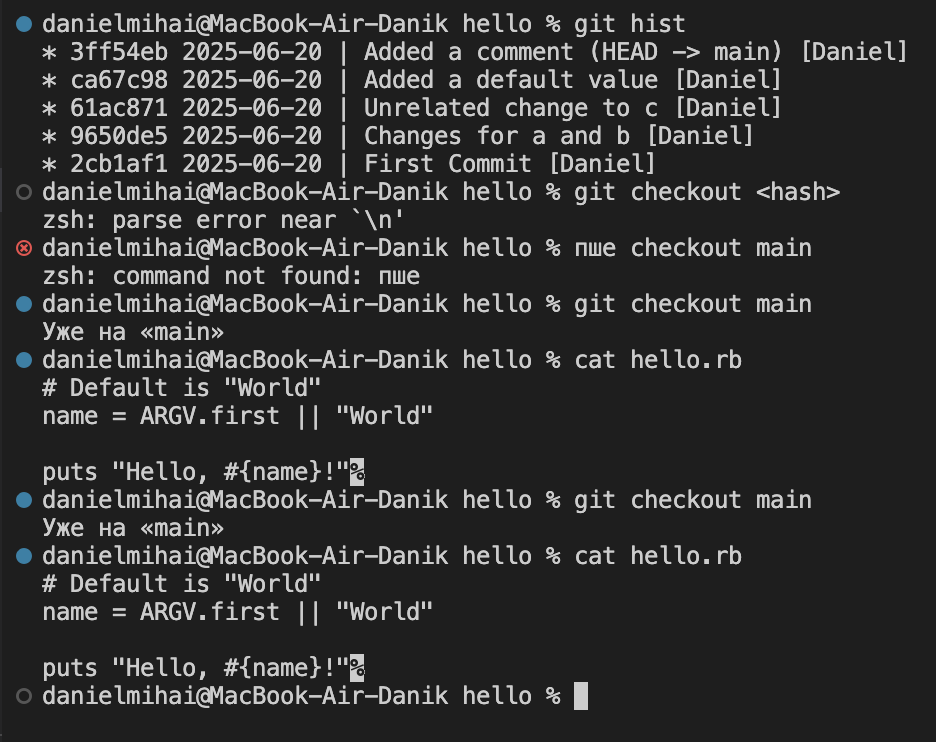 danielmihai@MacBook-Air-Danik hello % git hist
* 3ff54eb 2025-06-20 | Added a comment (HEAD -> main) [Daniel]
* ca67c98 2025-06-20 | Added a default value [Daniel]
* 61ac871 2025-06-20 | Unrelated change to c [Daniel]
* 9650de5 2025-06-20 | Changes for a and b [Daniel]
* 2cb1af1 2025-06-20 | First Commit [Daniel]
danielmihai@MacBook-Air-Danik hello % git checkout <hash>
zsh: parse error near `\n'
danielmihai@MacBook-Air-Danik hello % пше checkout main
zsh: command not found: пше
danielmihai@MacBook-Air-Danik hello % git checkout main
Уже на «main»
danielmihai@MacBook-Air-Danik hello % cat hello.rb
# Default is "World"
name = ARGV.first || "World"

puts "Hello, #{name}!"%
danielmihai@MacBook-Air-Danik hello % git checkout main
Уже на «main»
danielmihai@MacBook-Air-Danik hello % cat hello.rb
# Default is "World"
name = ARGV.first || "World"

puts "Hello, #{name}!"%
danielmihai@MacBook-Air-Danik hello %